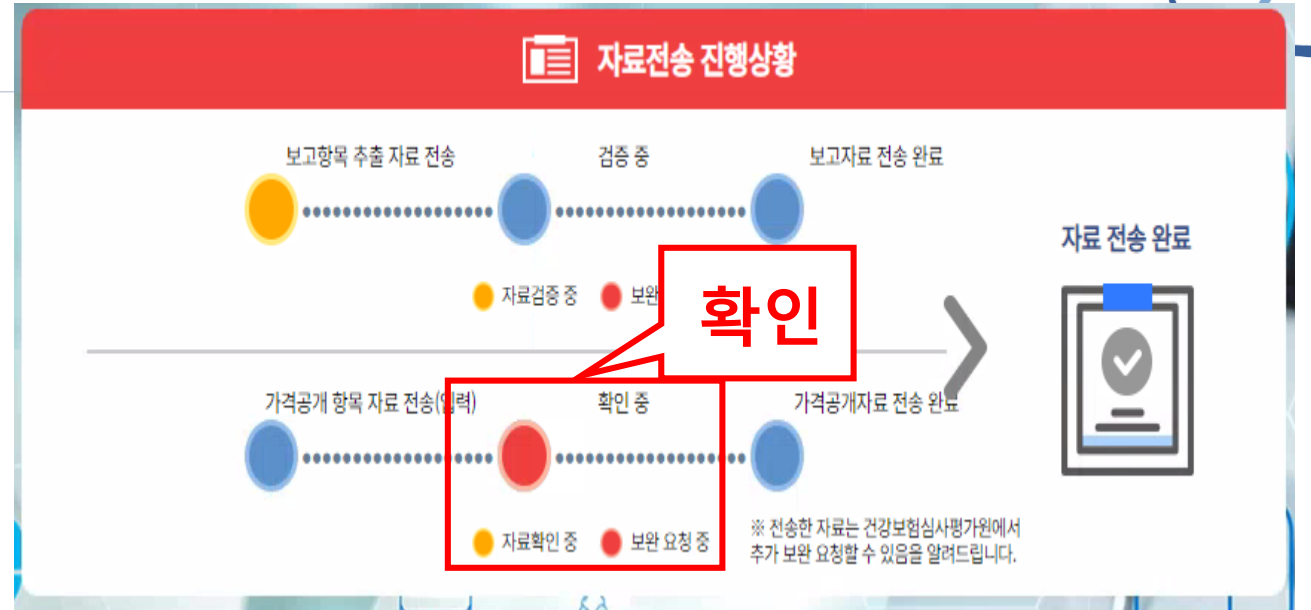 자료전송 진행상황
보고항목 추출 자료 전송
검증 중
보고자료 전송 완료
자료 전송 완료
자료검증 중
보완
확인
가격공개 항목 자료 전송(입력)
확인 중
가격공개자료 전송 완료
자료확인 중
보완 요청 중
※ 전송한 자료는 건강보험심사평가원에서
추가 보완 요청할 수 있음을 알려드립니다.